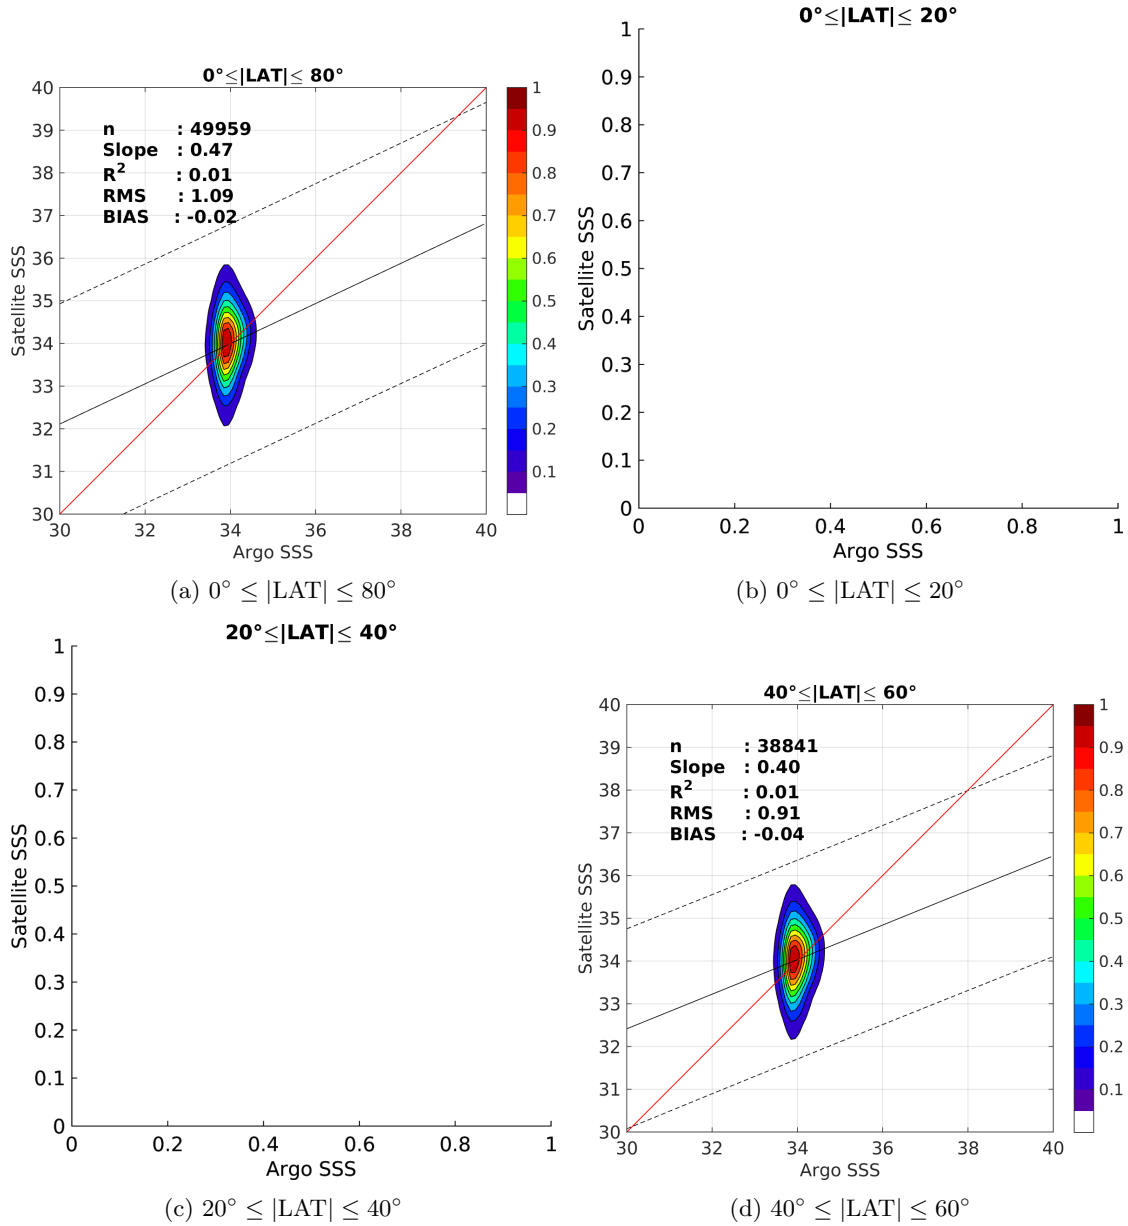 0°≤|LAT|≤ 80°
40
39
38
37
36
35
34
33
32
31
30
30 32 34 36 38 40
Satellite SSS
Argo SSS
n : 49959
Slope : 0.47
R² : 0.01
RMS : 1.09
BIAS : -0.02
1
0.9
0.8
0.7
0.6
0.5
0.4
0.3
0.2
0.1
(a) 0° ≤ |LAT| ≤ 80°
0°≤|LAT|≤ 20°
1
0.9
0.8
0.7
0.6
0.5
0.4
0.3
0.2
0.1
0
0 0.2 0.4 0.6 0.8 1
Satellite SSS
Argo SSS
(b) 0° ≤ |LAT| ≤ 20°
20°≤|LAT|≤ 40°
1
0.9
0.8
0.7
0.6
0.5
0.4
0.3
0.2
0.1
0
0 0.2 0.4 0.6 0.8 1
Satellite SSS
Argo SSS
(c) 20° ≤ |LAT| ≤ 40°
40°≤|LAT|≤ 60°
40
39
38
37
36
35
34
33
32
31
30
30 32 34 36 38 40
Satellite SSS
Argo SSS
n : 38841
Slope : 0.40
R² : 0.01
RMS : 0.91
BIAS : -0.04
1
0.9
0.8
0.7
0.6
0.5
0.4
0.3
0.2
0.1
(d) 40° ≤ |LAT| ≤ 60°